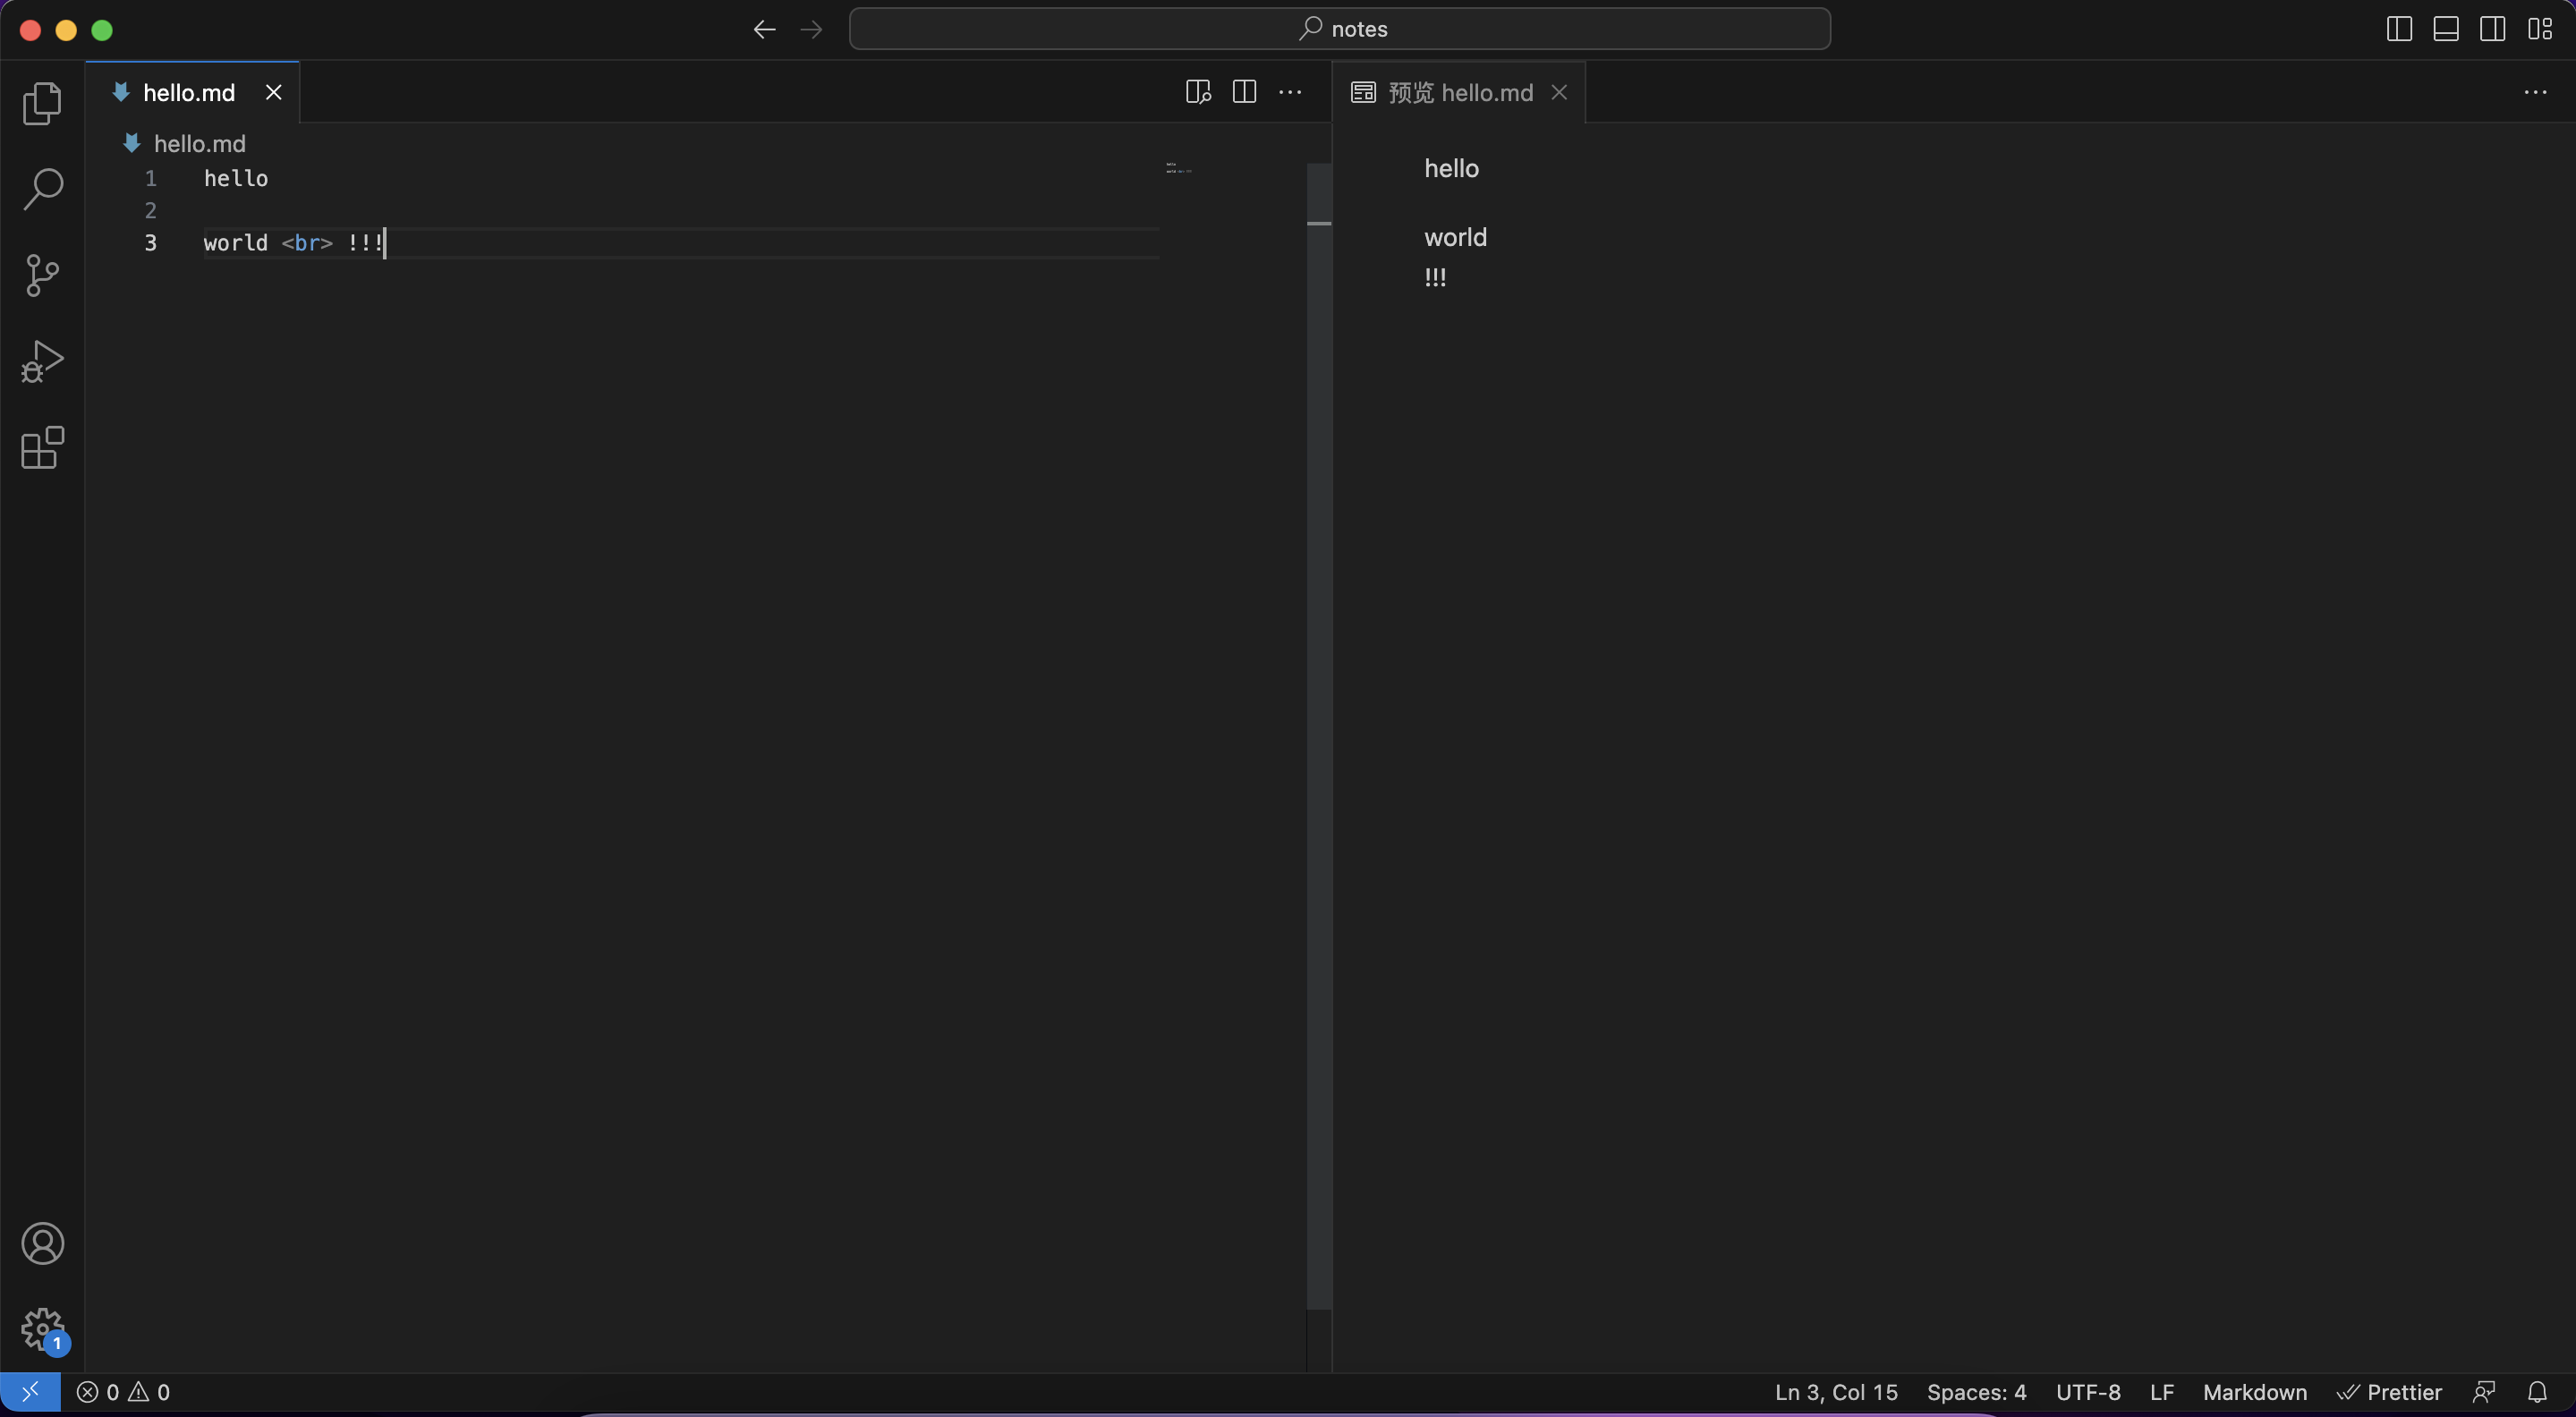 notes
hello.md
预览 hello.md
hello.md
1 hello
2
3 world <br> !!!
hello
world
!!!
1
0 0
Ln 3, Col 15 Spaces: 4 UTF-8 LF Markdown Prettier